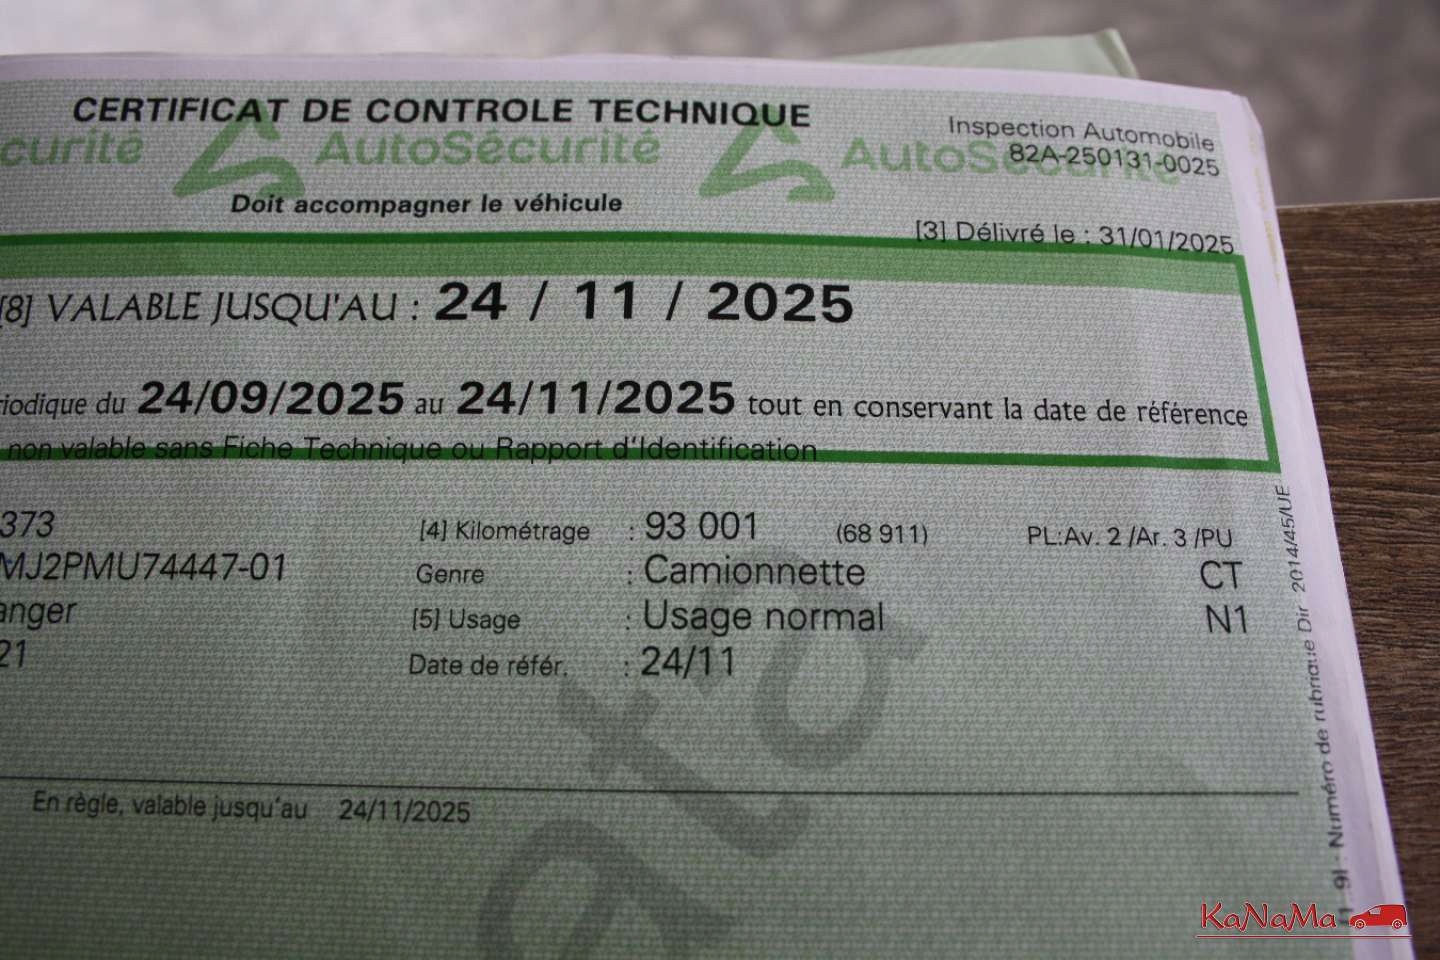 CERTIFICAT DE CONTROLE TECHNIQUE
curité AutoSécurité AutoSécurité
Inspection Automobile
82A-250131-0025
Doit accompagner le véhicule
[3] Délivré le : 31/01/2025
[8] VALABLE JUSQU'AU : 24 / 11 / 2025
riodique du 24/09/2025 au 24/11/2025 tout en conservant la date de référence
non valable sans Fiche Technique ou Rapport d'Identification
373 [4] Kilométrage : 93 001 (68 911) PL:Av. 2 /Ar. 3 /PU
MJ2PMU74447-01 Genre : Camionnette CT
anger [5] Usage : Usage normal N1
21 Date de référ. : 24/11
En règle, valable jusqu'au 24/11/2025
9] - Numéro de rubrique Dir 2014/45/UE
KaNaMa